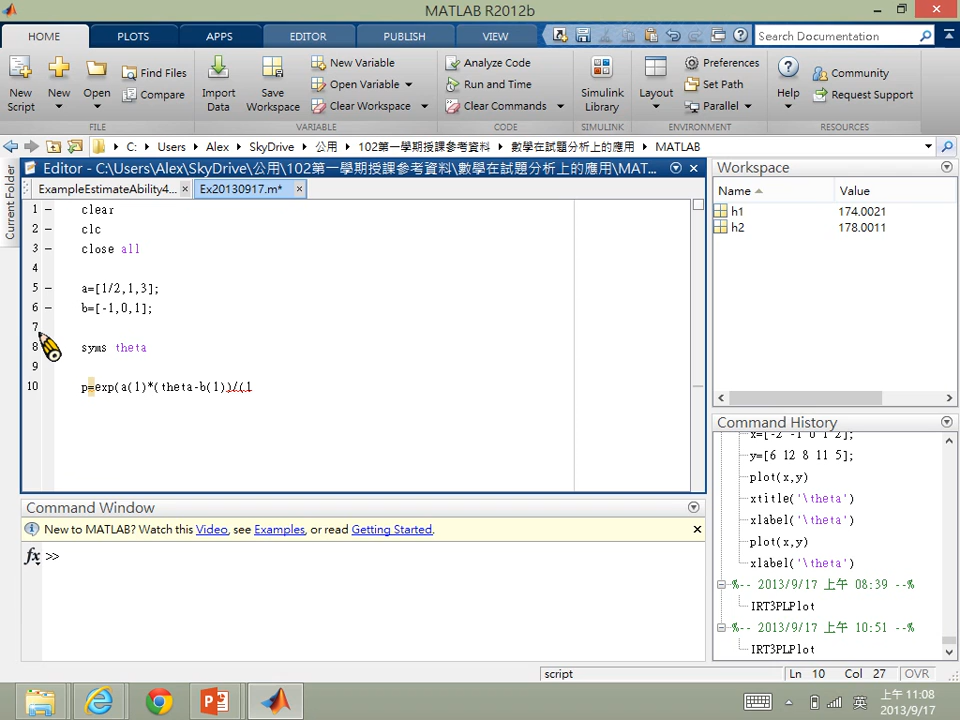 MATLAB R2012b
HOME PLOTS APPS EDITOR PUBLISH VIEW Search Documentation
New Script New Open Find Files Compare Import Data Save Workspace New Variable Open Variable Clear Workspace Analyze Code Run and Time Clear Commands Simulink Library Layout Preferences Set Path Parallel Help Community Request Support
FILE VARIABLE CODE SIMULINK ENVIRONMENT RESOURCES
C: Users Alex SkyDrive 公用 102第一學期授課參考資料 數學在試題分析上的應用 MATLAB
Current Folder
Editor - C:\Users\Alex\SkyDrive\公用\102第一學期授課參考資料\數學在試題分析上的應用\MAT...
ExampleEstimateAbility4... Ex20130917.m*
1 clear
2 clc
3 close all
4
5 a=[1/2,1,3];
6 b=[-1,0,1];
7
8 syms theta
9
10 p=exp(a(1)*(theta-b(1))/(1
Command Window
New to MATLAB? Watch this Video, see Examples, or read Getting Started.
fx >>
Workspace
Name Value
h1 174.0021
h2 178.0011
Command History
x=[-2 -1 0 1 2];
y=[6 12 8 11 5];
plot(x,y)
xtitle('\theta')
xlabel('\theta')
plot(x,y)
xlabel('\theta')
%-- 2013/9/17 上午 08:39 --%
IRT3PLPlot
%-- 2013/9/17 上午 10:51 --%
IRT3PLPlot
script Ln 10 Col 27 OVR
英 上午 11:08
2013/9/17